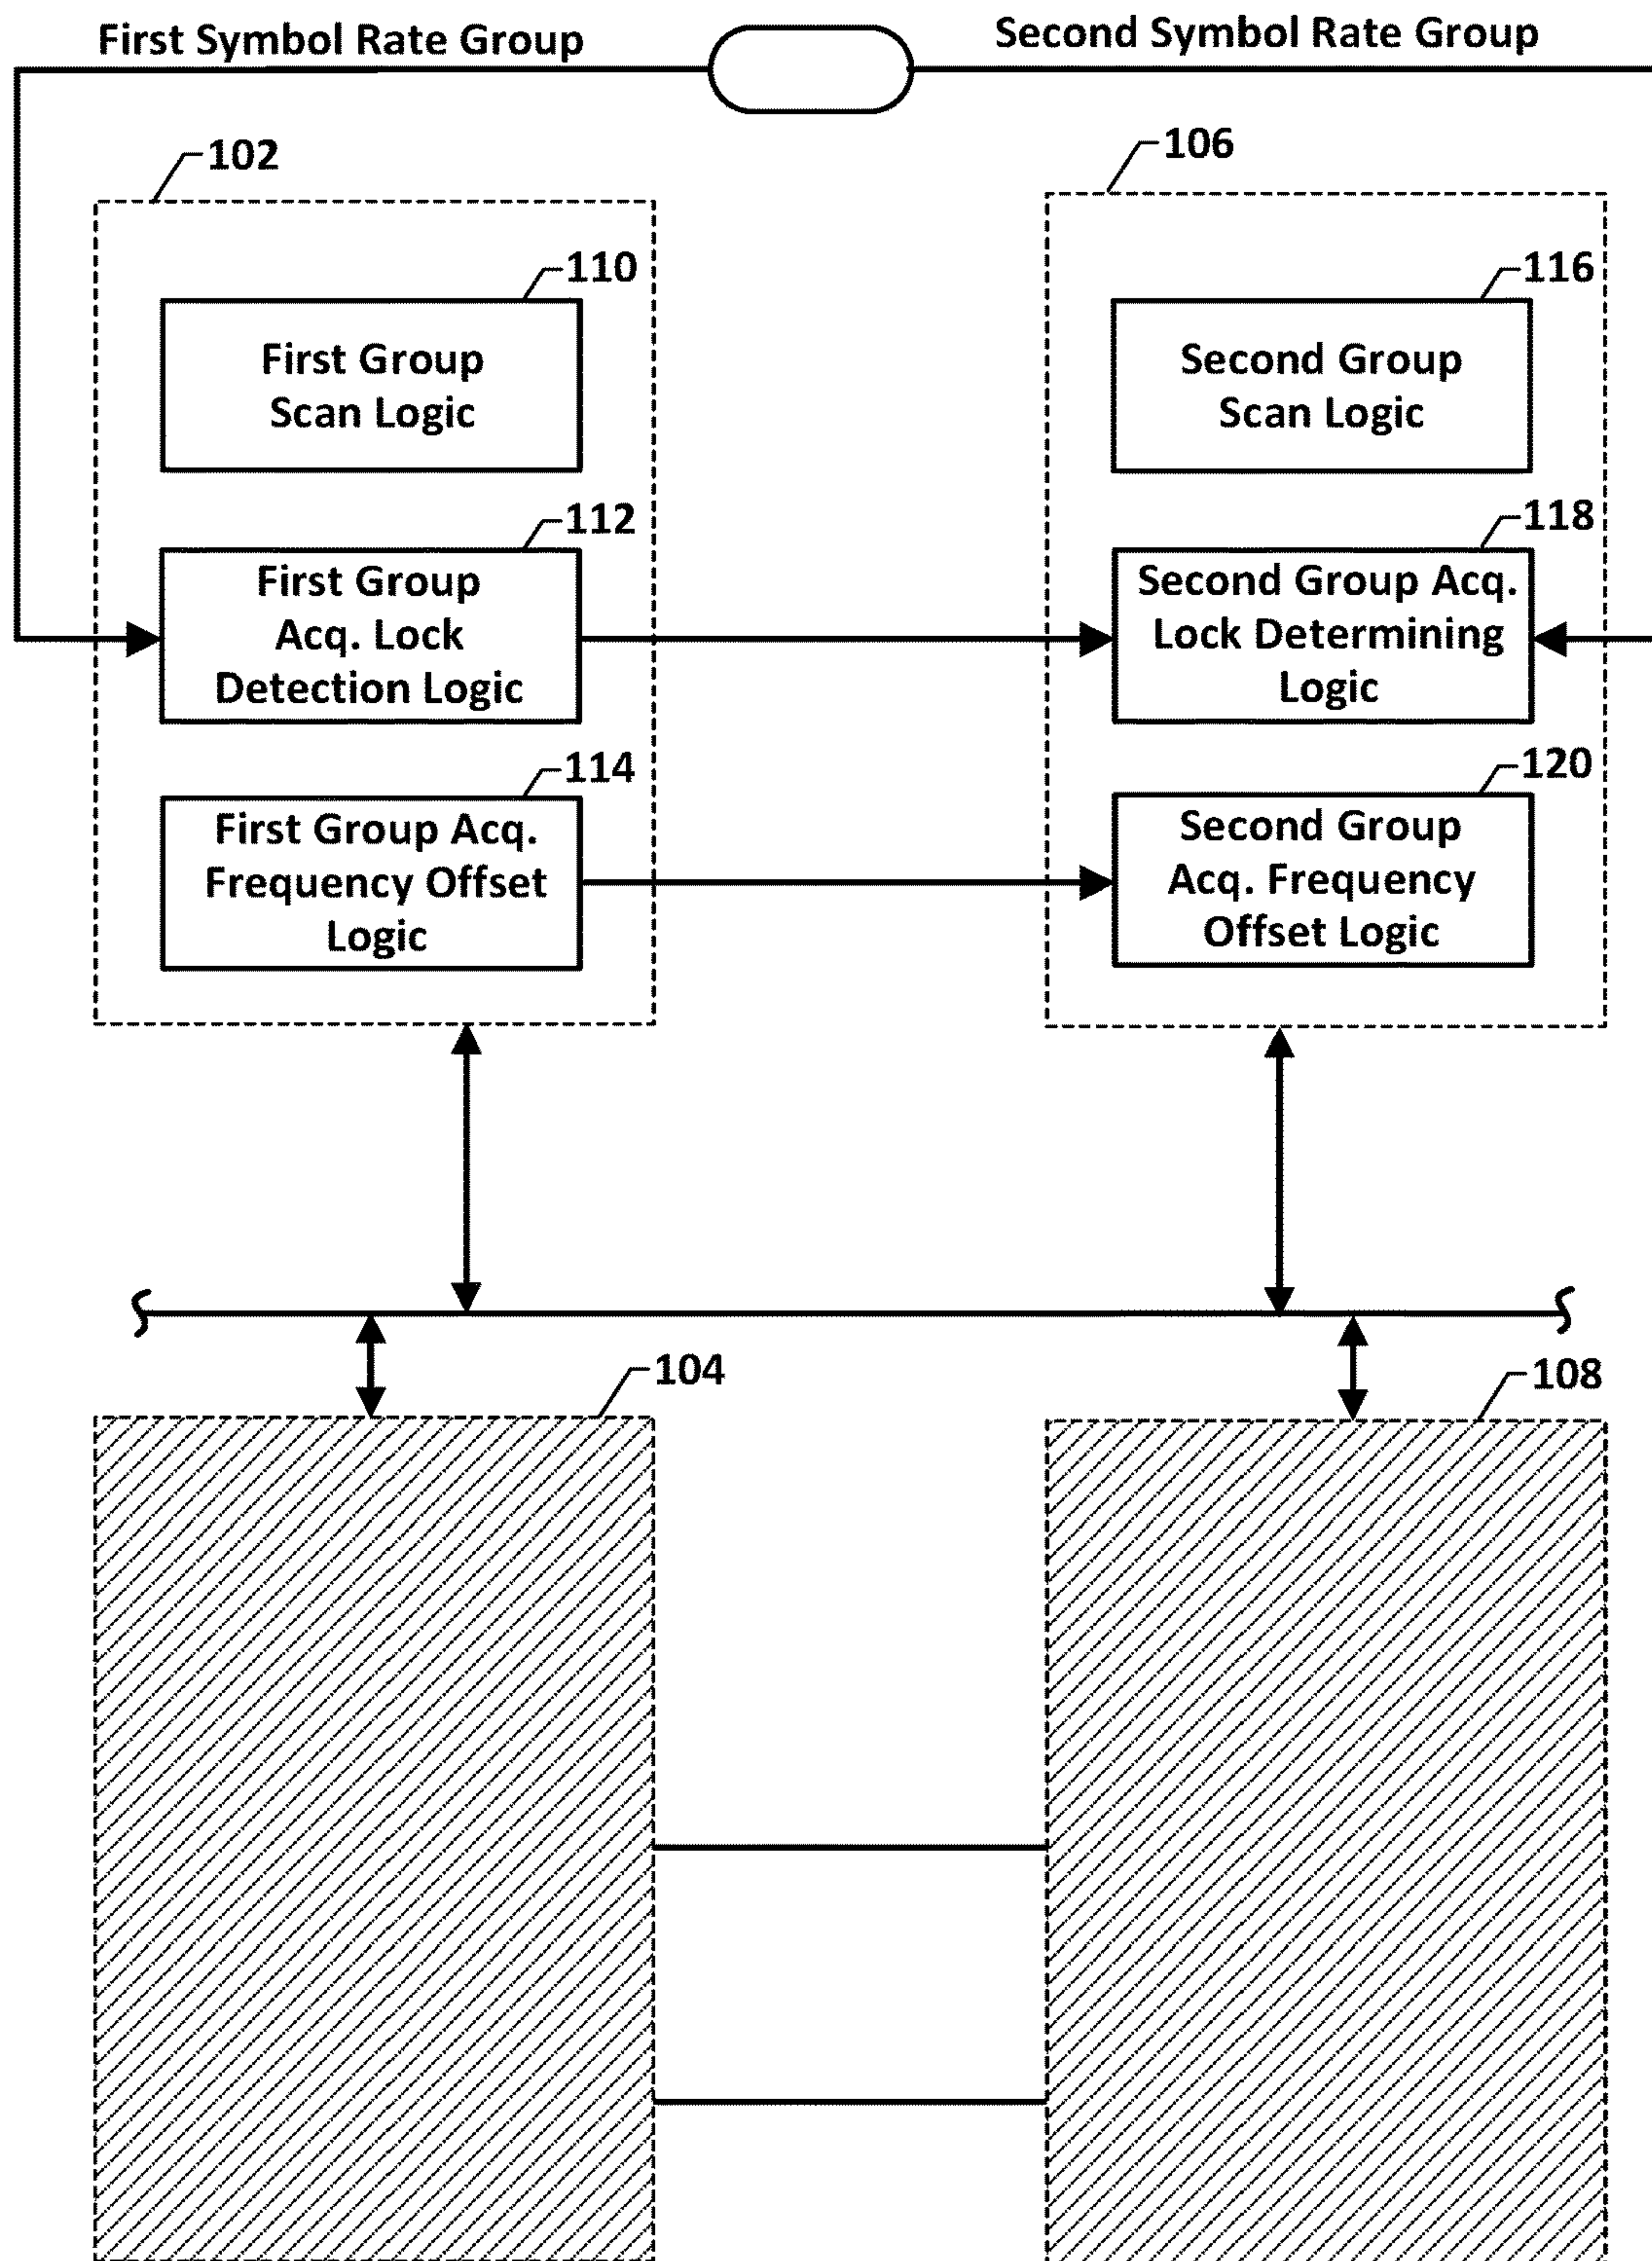 First Symbol Rate Group
Second Symbol Rate Group
102
106
110
First Group
Scan Logic
116
Second Group
Scan Logic
112
First Group
Acq. Lock
Detection Logic
118
Second Group Acq.
Lock Determining
Logic
114
First Group Acq.
Frequency Offset
Logic
120
Second Group
Acq. Frequency
Offset Logic
104
108